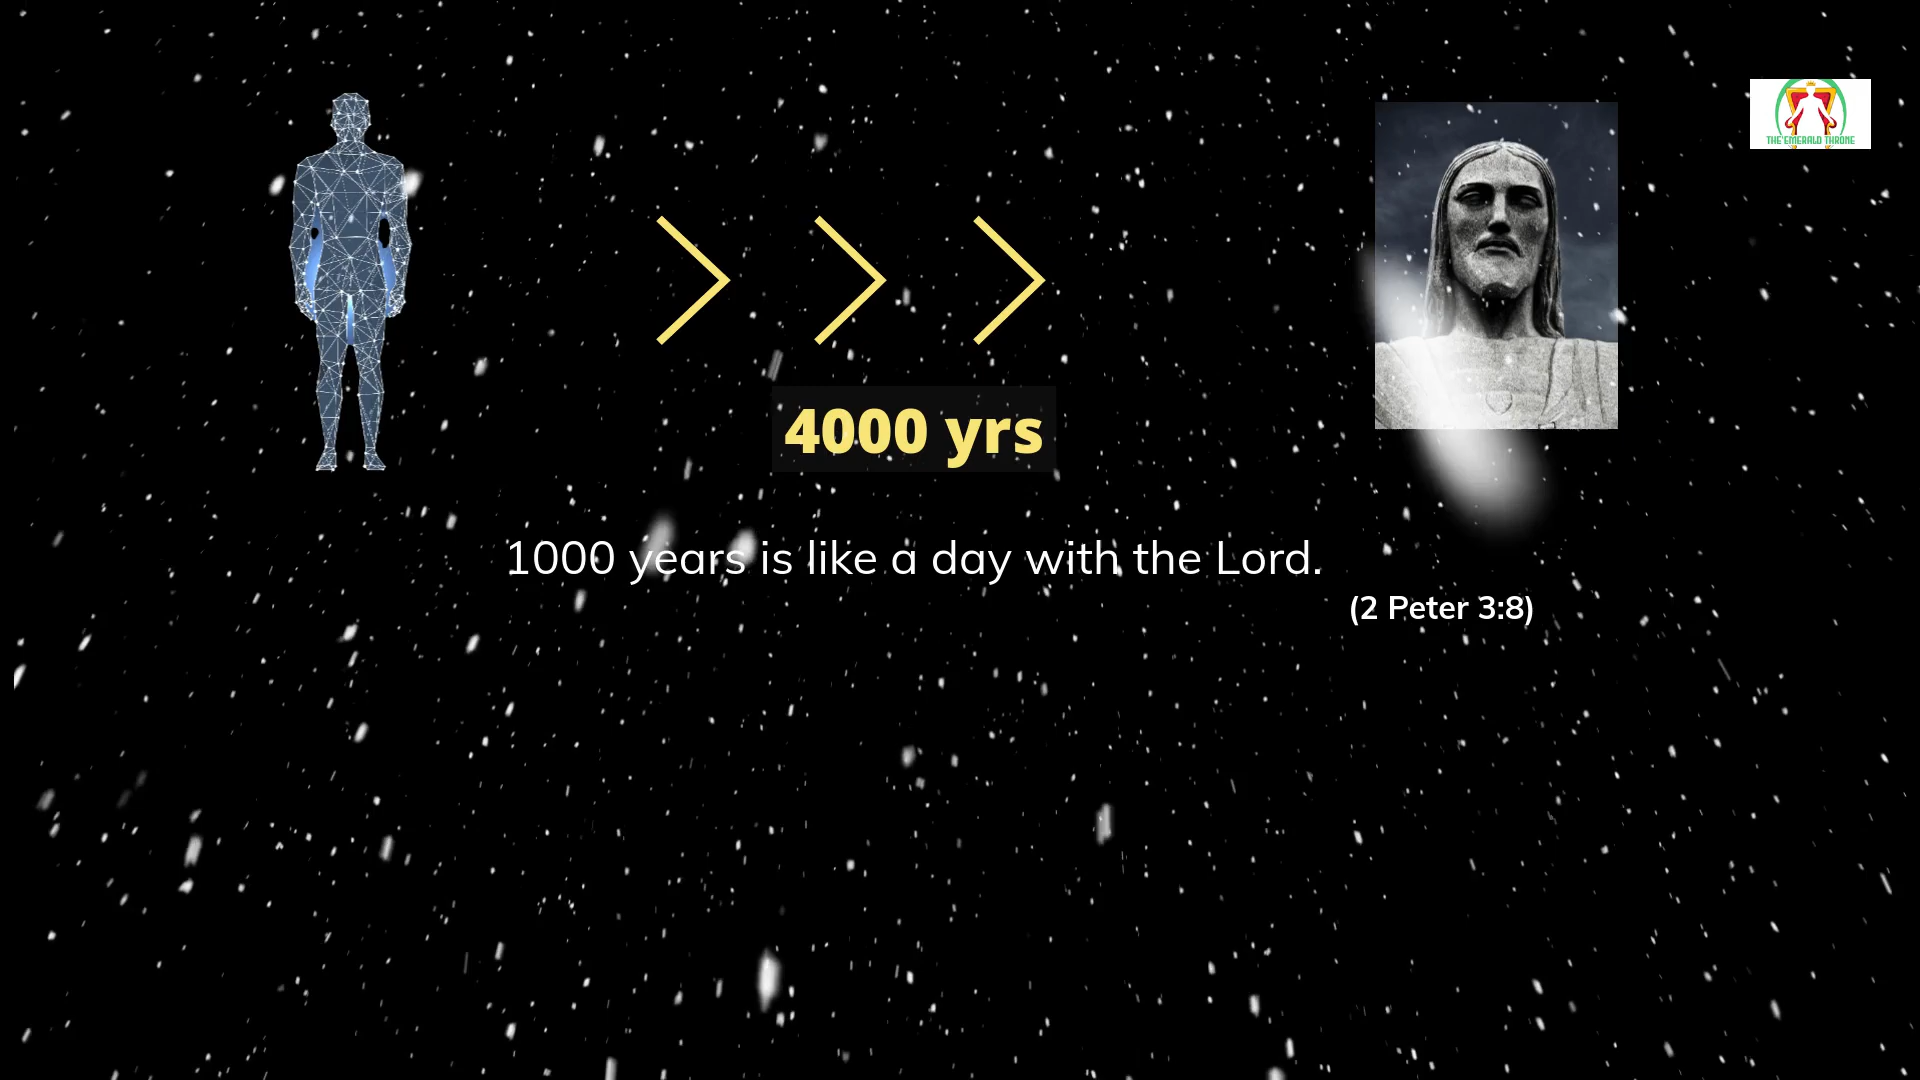 THE EMERALD THRONE
4000 yrs
1000 years is like a day with the Lord.
(2 Peter 3:8)